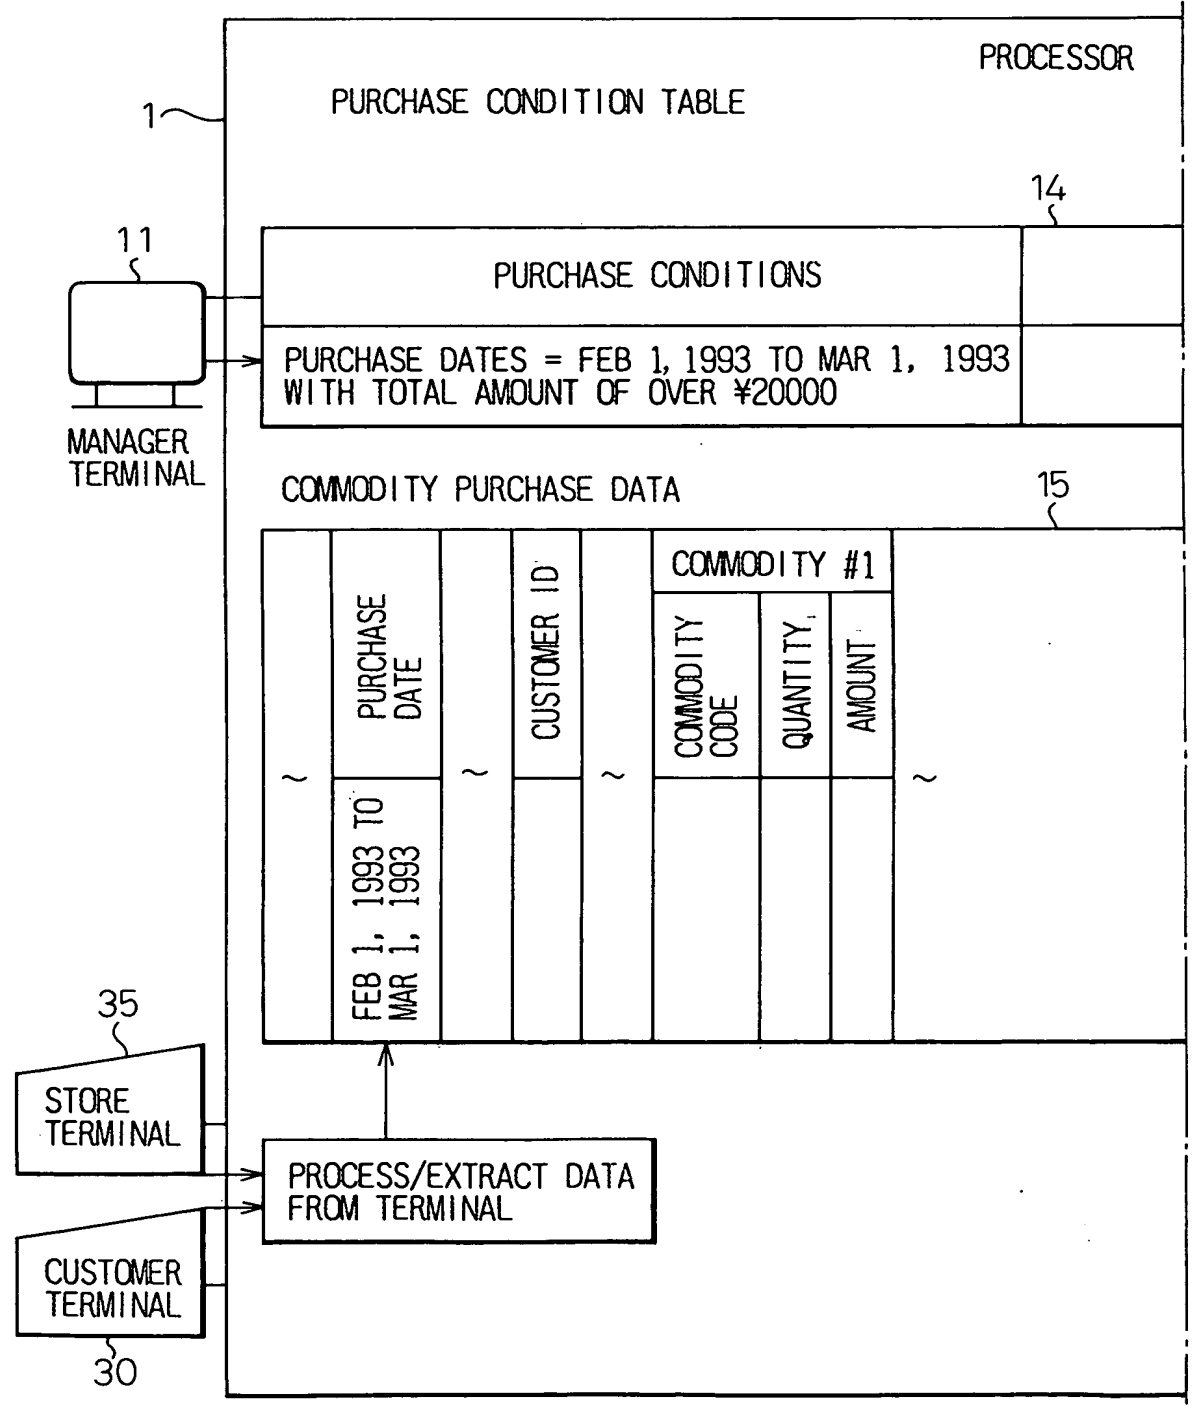 PROCESSOR
PURCHASE CONDITION TABLE
1
14
11
PURCHASE CONDITIONS
PURCHASE DATES = FEB 1, 1993 TO MAR 1, 1993
WITH TOTAL AMOUNT OF OVER ¥20000
MANAGER
TERMINAL
COMMODITY PURCHASE DATA
15
PURCHASE
DATE
CUSTOMER ID
COMMODITY #1
COMMODITY
CODE
QUANTITY
AMOUNT
~
~
~
~
FEB 1, 1993 TO
MAR 1, 1993
35
STORE
TERMINAL
PROCESS/EXTRACT DATA
FROM TERMINAL
CUSTOMER
TERMINAL
30